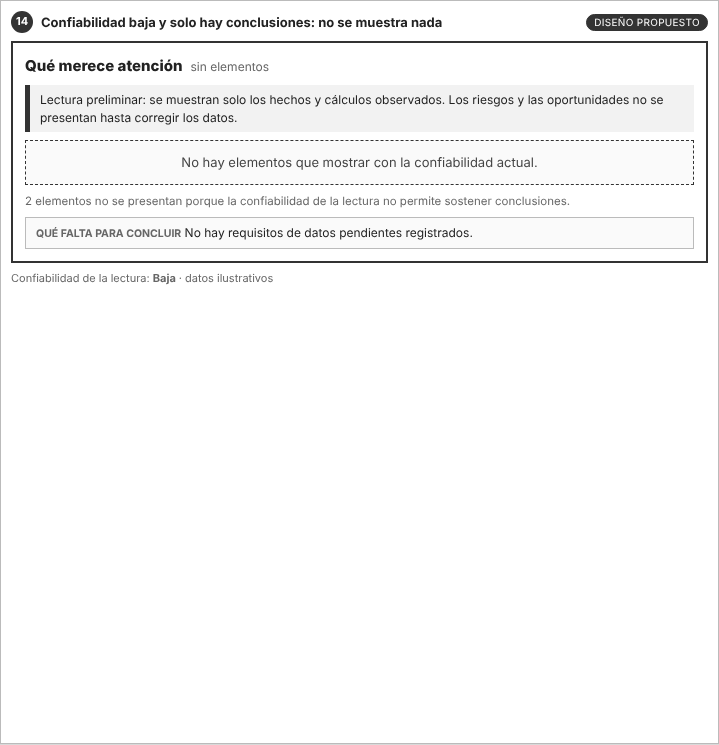 14 Confiabilidad baja y solo hay conclusiones: no se muestra nada DISEÑO PROPUESTO
Qué merece atención sin elementos
Lectura preliminar: se muestran solo los hechos y cálculos observados. Los riesgos y las oportunidades no se
presentan hasta corregir los datos.
No hay elementos que mostrar con la confiabilidad actual.
2 elementos no se presentan porque la confiabilidad de la lectura no permite sostener conclusiones.
QUÉ FALTA PARA CONCLUIR No hay requisitos de datos pendientes registrados.
Confiabilidad de la lectura: Baja · datos ilustrativos